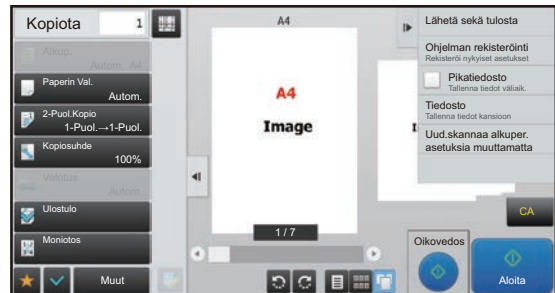 Kopiota 1
Alkup.
Autom. A4
Paperin Val.
Autom.
2-Puol.Kopio
1-Puol.→1-Puol.
Kopiosuhde
100%
Valotus
Autom.
Ulostulo
Moniotos
Muut
A4
A4
Image
I
1 / 7
Lähetä sekä tulosta
Ohjelman rekisteröinti
Rekisteröi nykyiset asetukset
Pikatiedosto
Tallenna tiedot väliaik.
Tiedosto
Tallenna tiedot kansioon
Uud.skannaa alkuper.
asetuksia muuttamatta
CA
Oikovedos
Aloita